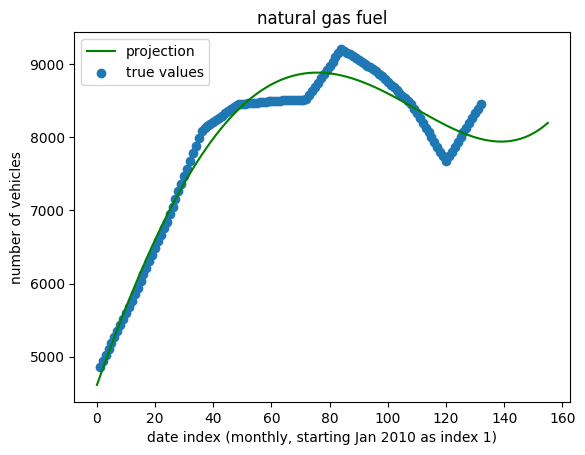 natural gas fuel
projection
true values
number of vehicles
9000
8000
7000
6000
5000
0 20 40 60 80 100 120 140 160
date index (monthly, starting Jan 2010 as index 1)